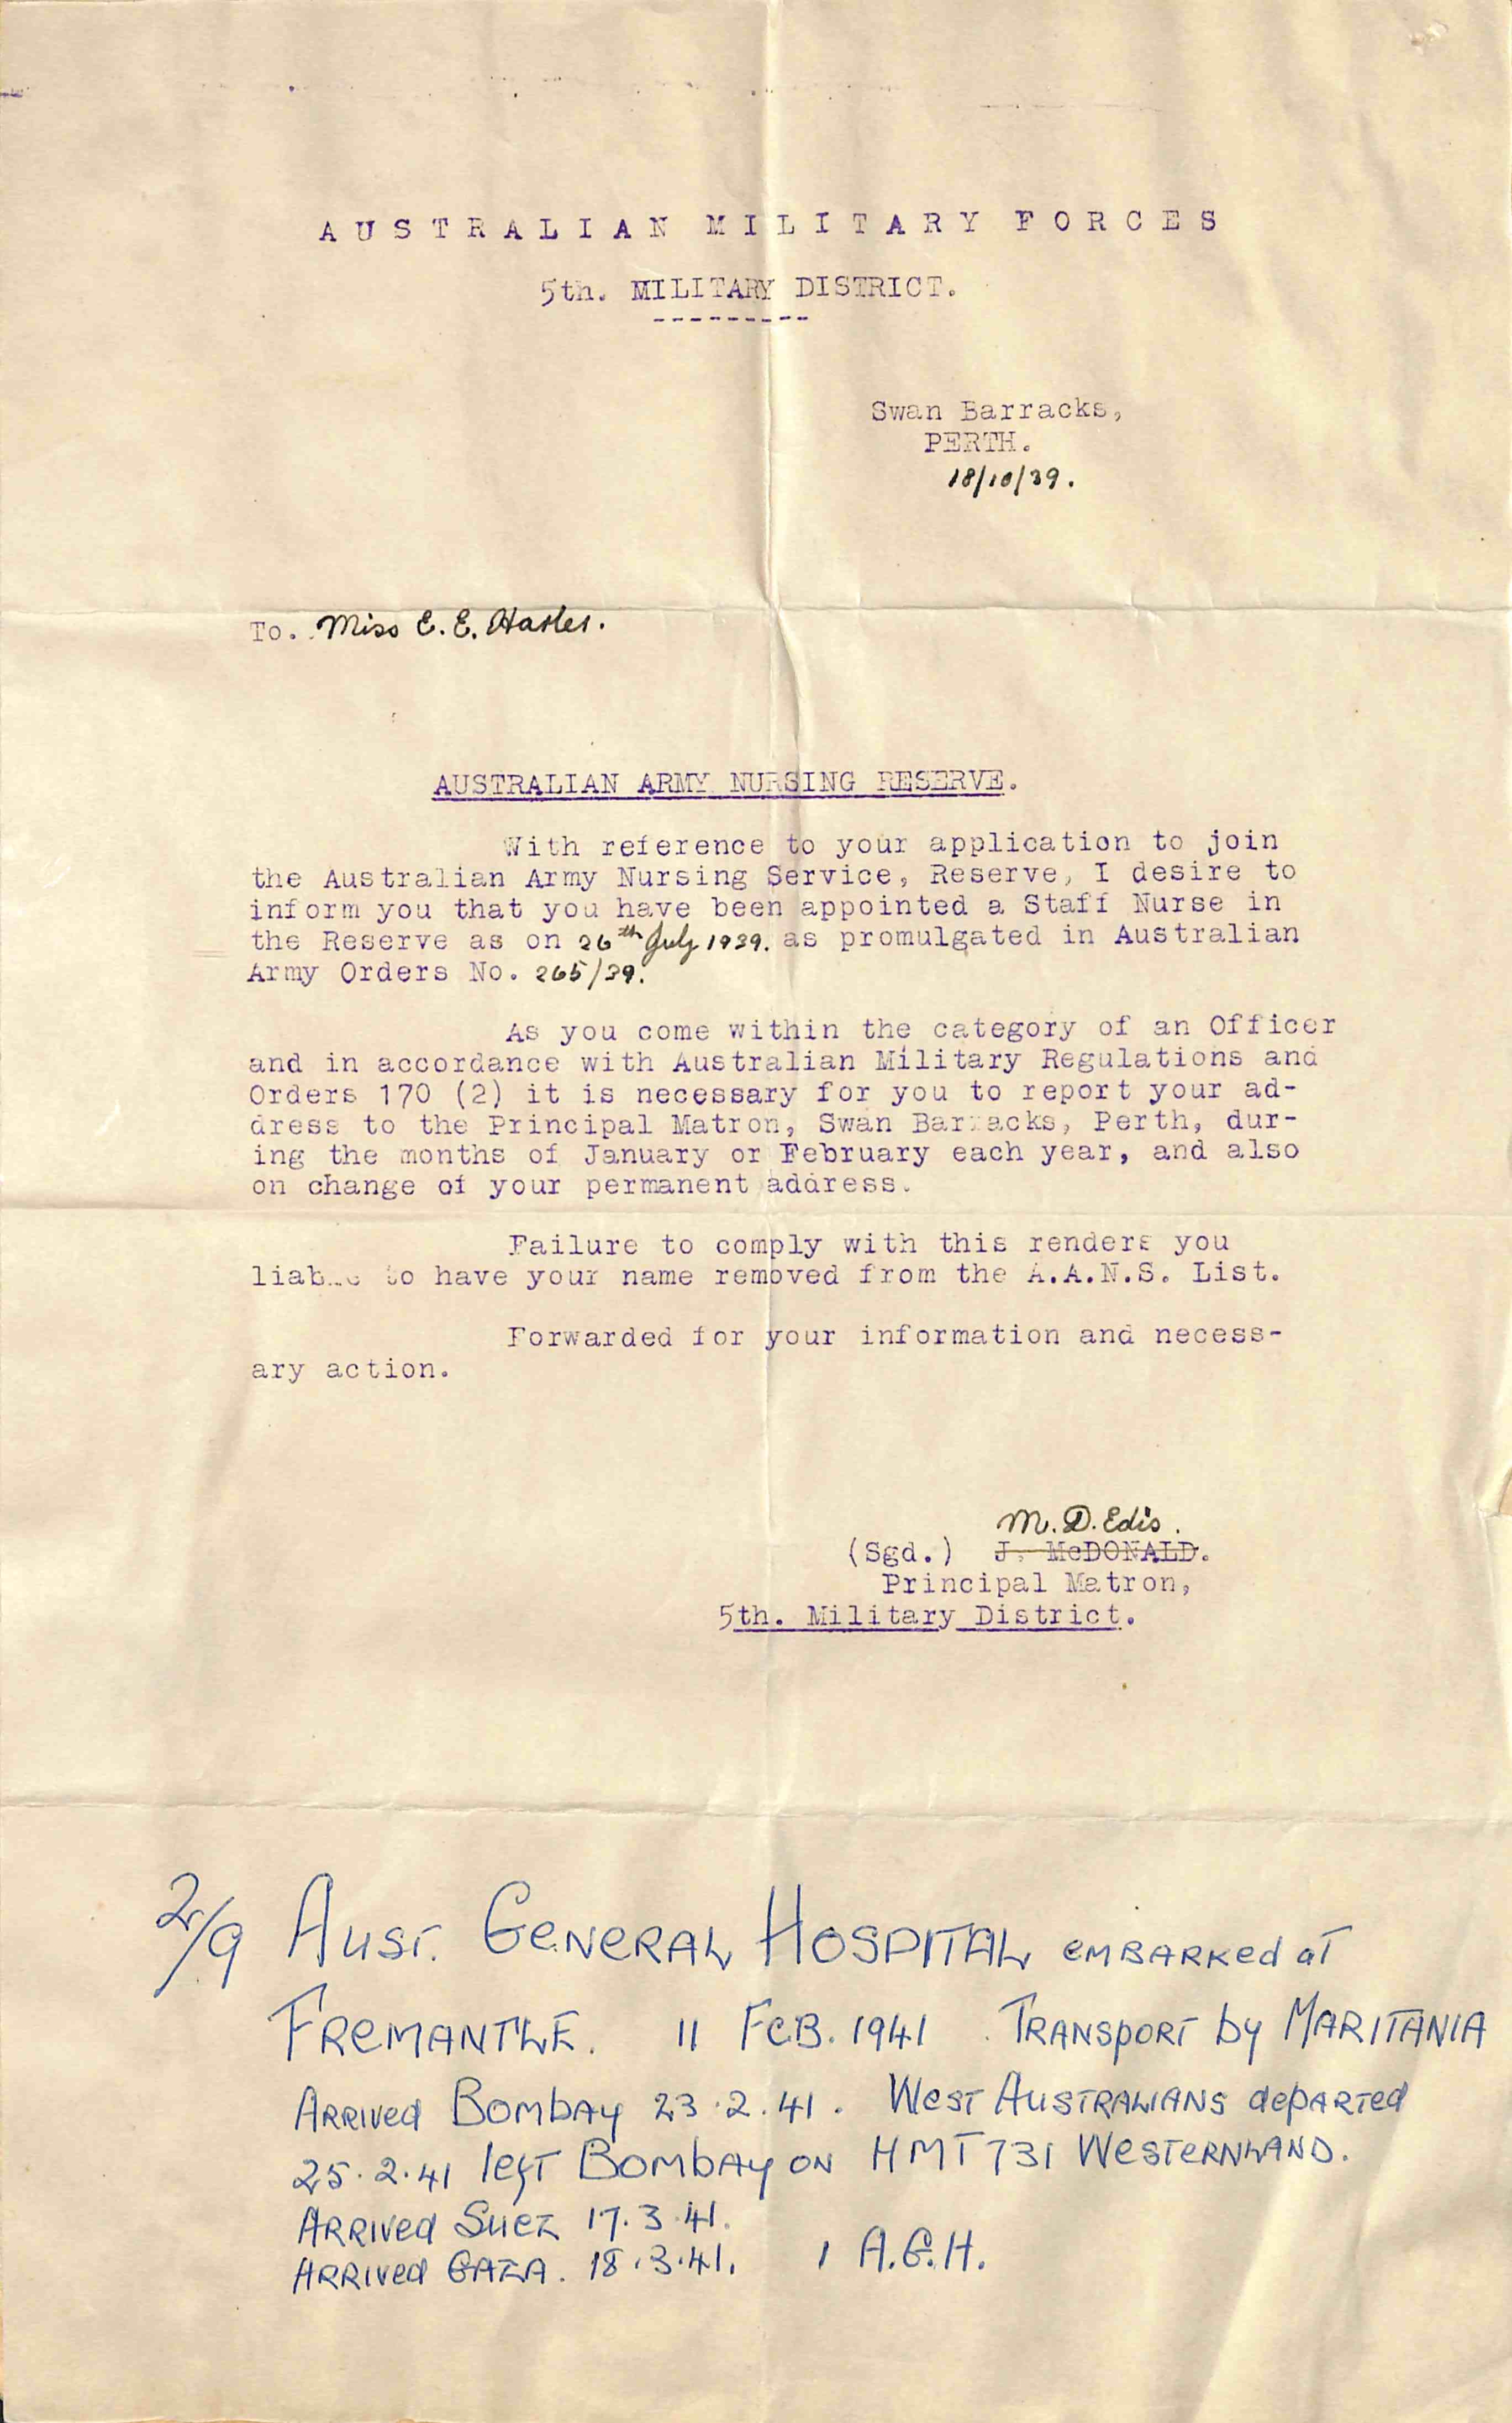 AUSTRALIAN MILITARY FORCES
5th. MILITARY DISTRICT.
---------
Swan Barracks,
PERTH.
18/10/39.
To. Miss E. E.
AUSTRALIAN ARMY NURSING RESERVE.
With reference to your application to join
the Australian Army Nursing Service, Reserve, I desire to
inform you that you have been appointed a Staff Nurse in
the Reserve as on 26th July 1939. as promulgated in Australian
Army Orders No. 265/39.
As you come within the category of an Officer
and in accordance with Australian Military Regulations and
Orders 170 (2) it is necessary for you to report your ad-
dress to the Principal Matron, Swan Barracks, Perth, dur-
ing the months of January or February each year, and also
on change of your permanent address.
Failure to comply with this renders you
liable to have your name removed from the A.A.N.S. List.
Forwarded for your information and necess-
ary action.
M. D. Edis.
(Sgd.) J. McDONALD.
Principal Matron,
5th. Military District.
2/9 AUST. GENERAL HOSPITAL EMBARKED AT
FREMANTLE. 11 FEB. 1941. TRANSPORT by MARITANIA
ARRIVED BOMBAY 23.2.41. WEST AUSTRALIANS departed
25.2.41 left BOMBAY ON HMT 731 WESTERNLAND.
ARRIVED SUEZ 17.3.41.
ARRIVED GAZA. 18.3.41. 1 A.G.H.